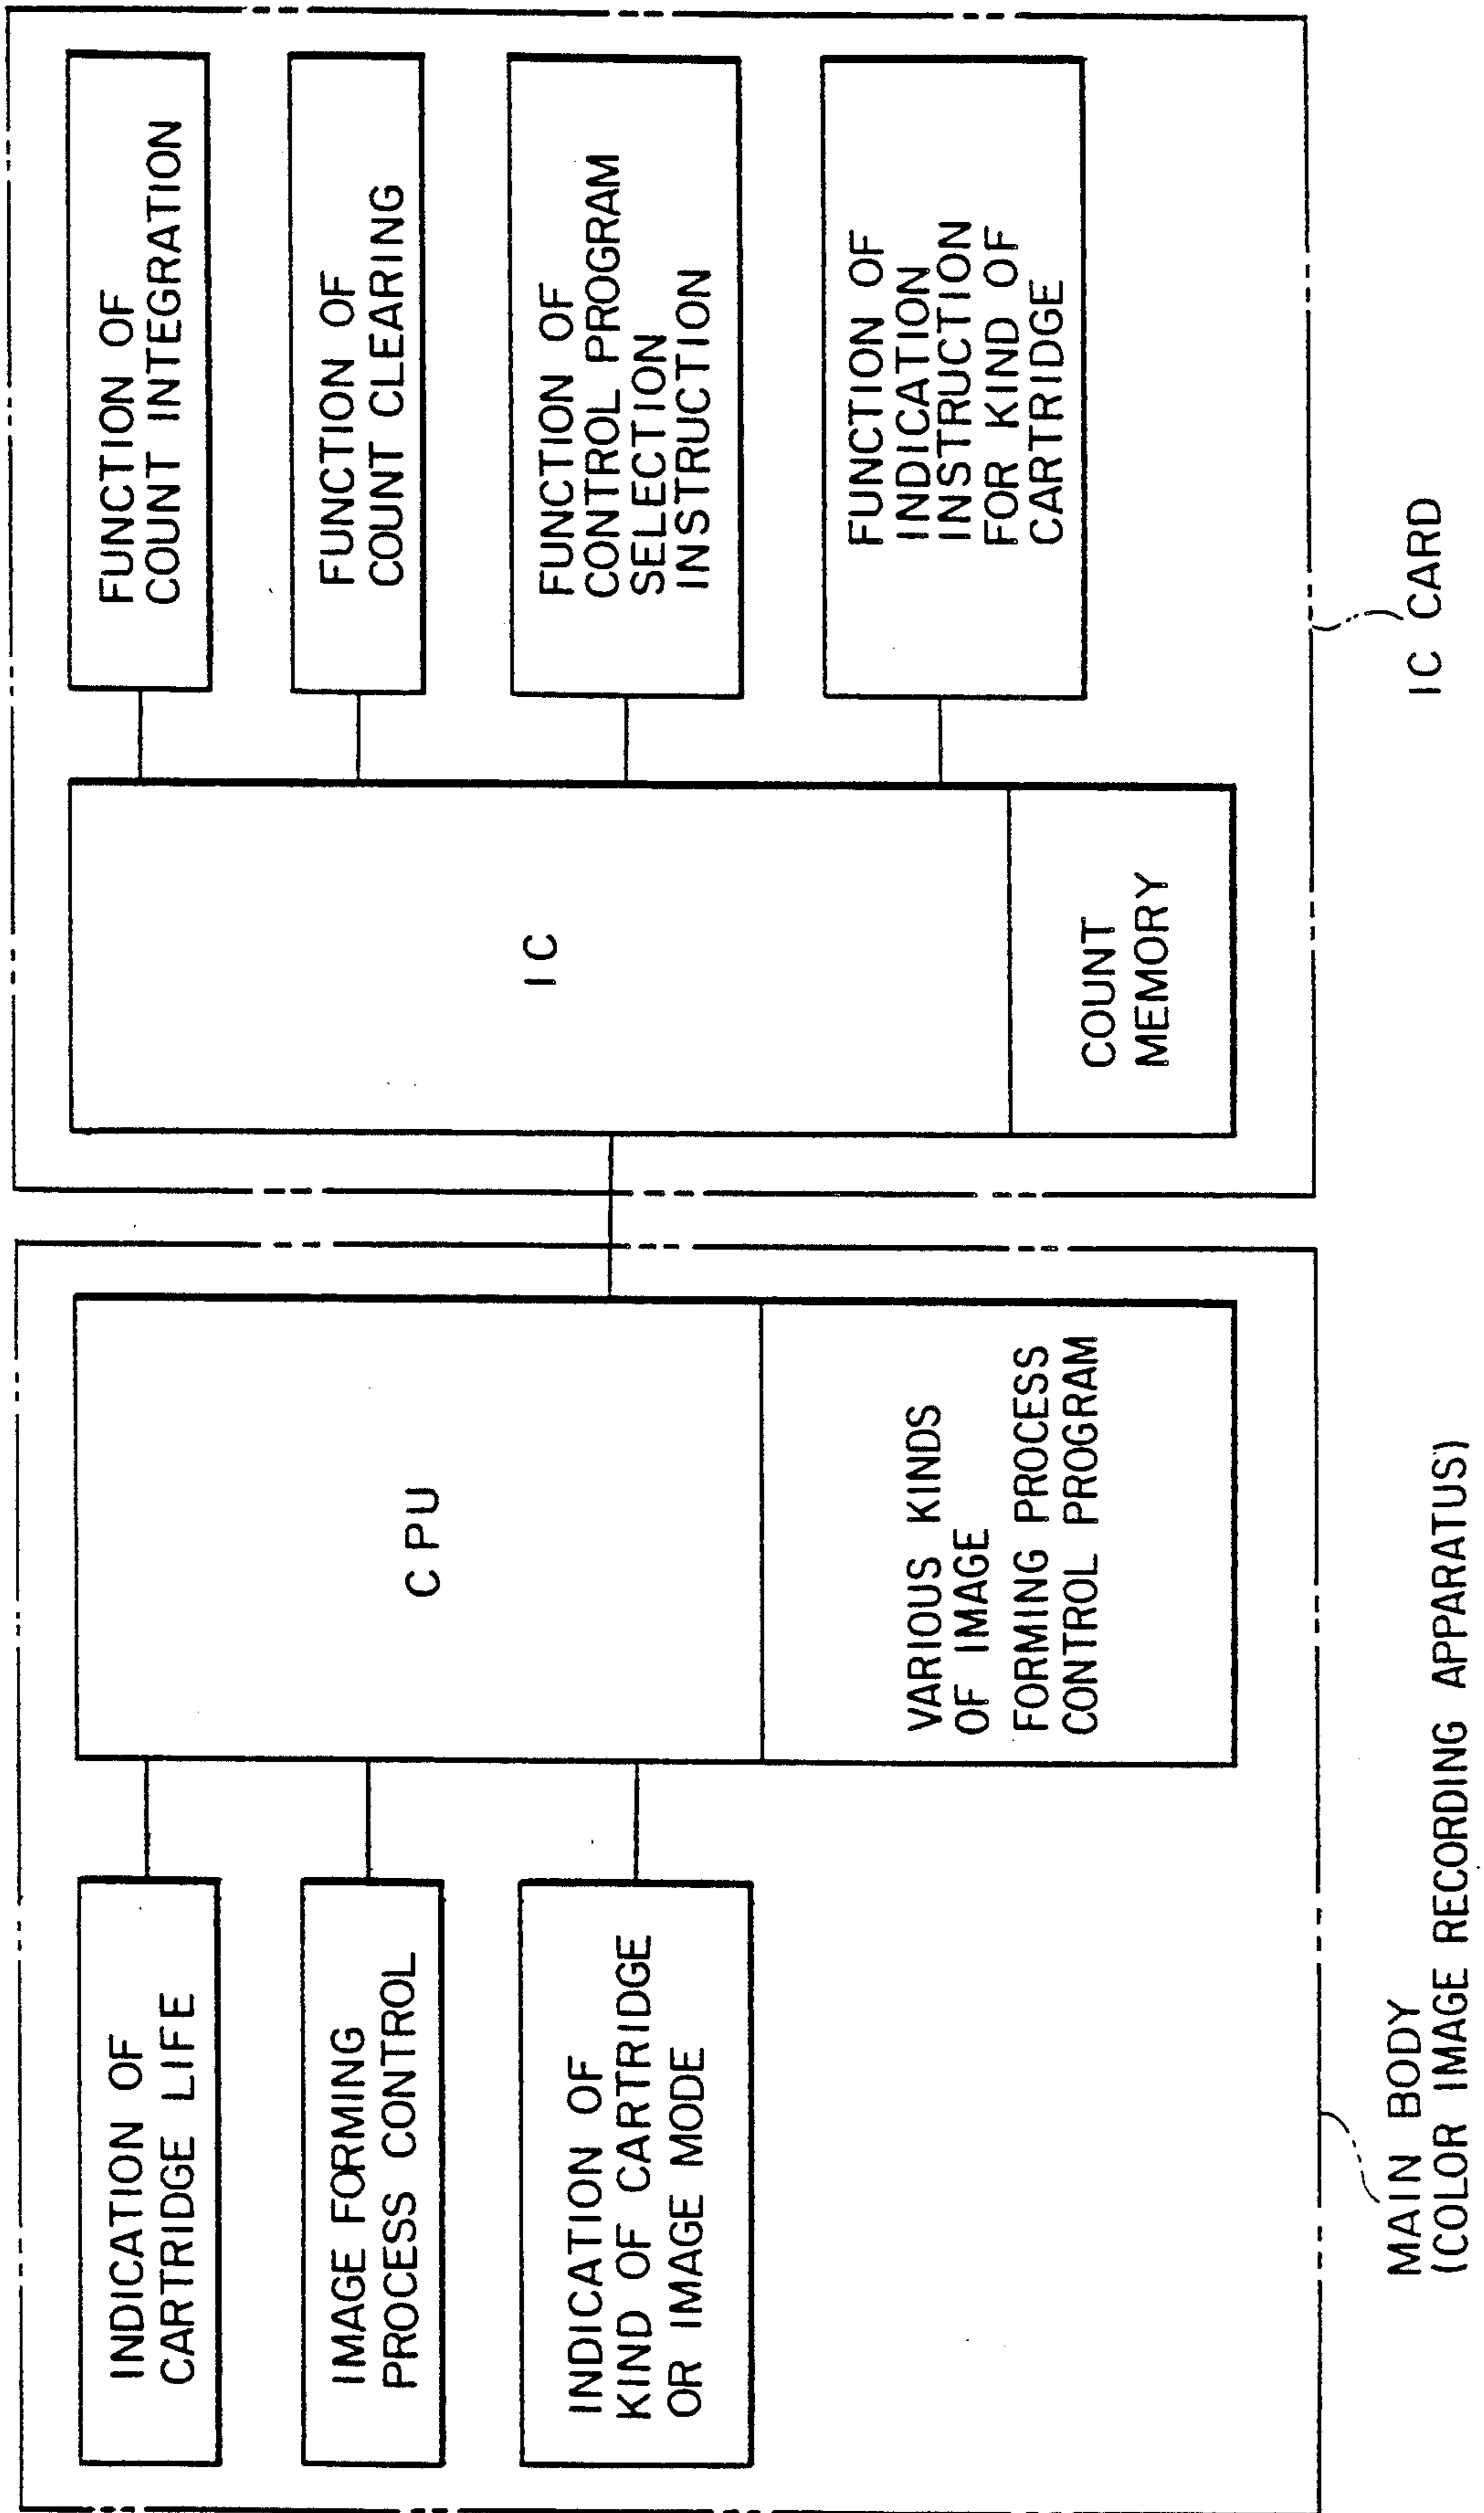 INDICATION OF
CARTRIDGE LIFE
IMAGE FORMING
PROCESS CONTROL
INDICATION OF
KIND OF CARTRIDGE
OR IMAGE MODE
CPU
VARIOUS KINDS
OF IMAGE
FORMING PROCESS
CONTROL PROGRAM
MAIN BODY
(COLOR IMAGE RECORDING APPARATUS)
IC
COUNT
MEMORY
FUNCTION OF
COUNT INTEGRATION
FUNCTION OF
COUNT CLEARING
FUNCTION OF
CONTROL PROGRAM
SELECTION
INSTRUCTION
FUNCTION OF
INDICATION
INSTRUCTION
FOR KIND OF
CARTRIDGE
IC CARD